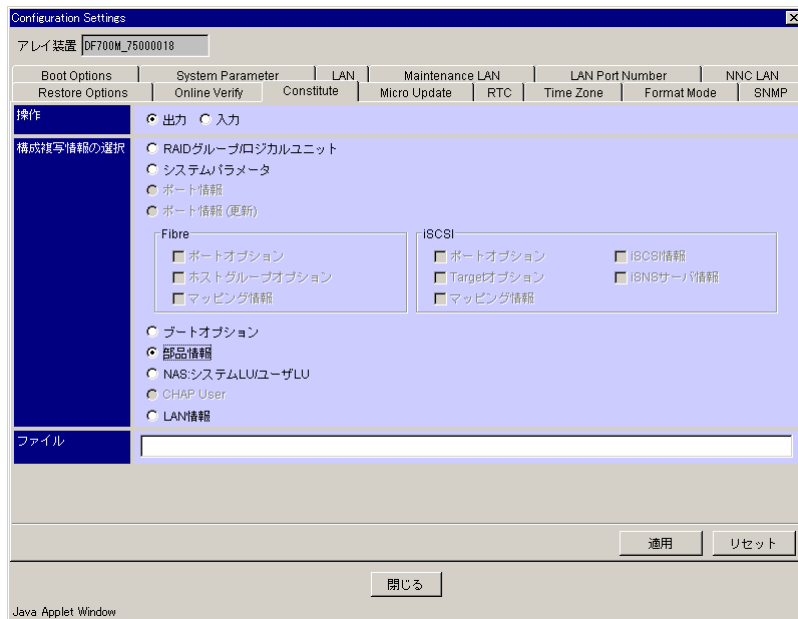 Configuration Settings
アレイ装置 DF700M_75000018
Boot Options System Parameter LAN Maintenance LAN LAN Port Number NNC LAN
Restore Options Online Verify Constitute Micro Update RTC Time Zone Format Mode SNMP
操作 出力 入力
構成複写情報の選択 RAIDグループ/ロジカルユニット
システムパラメータ
ポート情報
ポート情報 (更新)
Fibre iSCSI
ポートオプション ポートオプション iSCSI情報
ホストグループオプション Targetオプション iSNSサーバ情報
マッピング情報 マッピング情報
ブートオプション
部品情報
NAS:システムLU/ユーザLU
CHAP User
LAN情報
ファイル
適用 リセット
閉じる
Java Applet Window